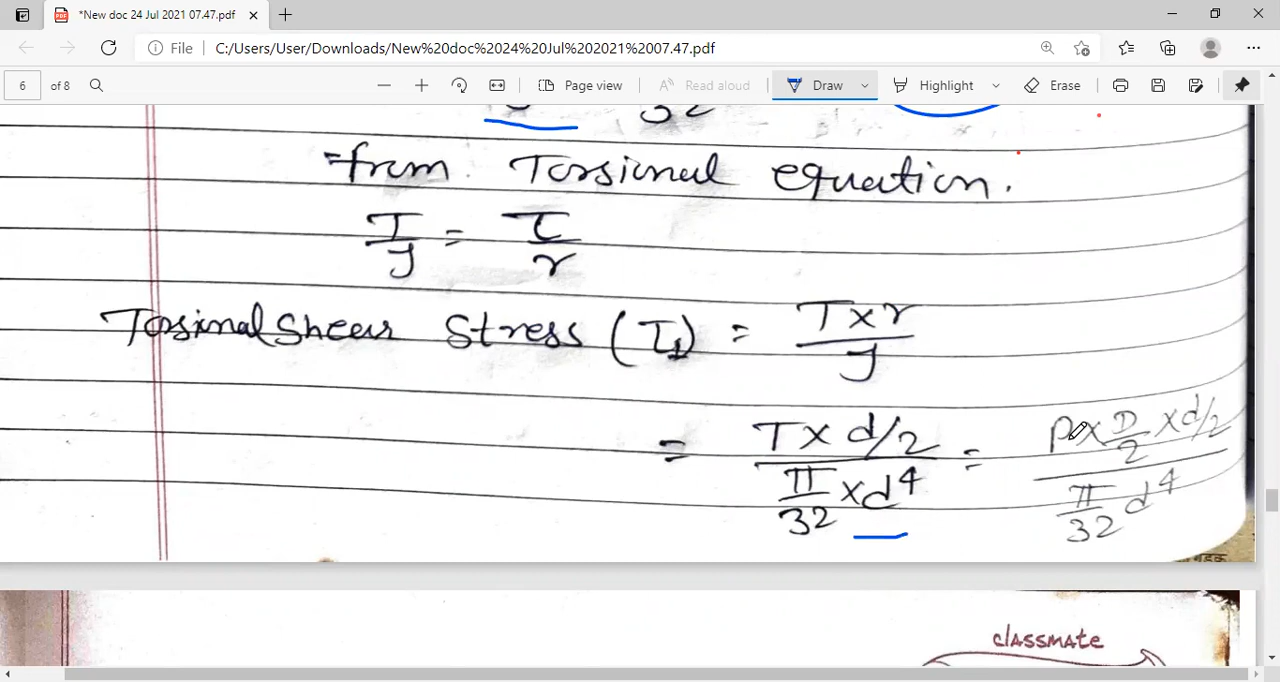 *New doc 24 Jul 2021 07.47.pdf
File | C:/Users/User/Downloads/New%20doc%2024%20Jul%202021%2007.47.pdf
6 of 8 Page view Read aloud Draw Highlight Erase
32
from Torsional equation.
T/J = τ/r
Torsional Shear Stress (τ1) = T×r/J
= T×d/2 / π/32 ×d⁴ = P×D/2×d/2 / π/32 d⁴
classmate